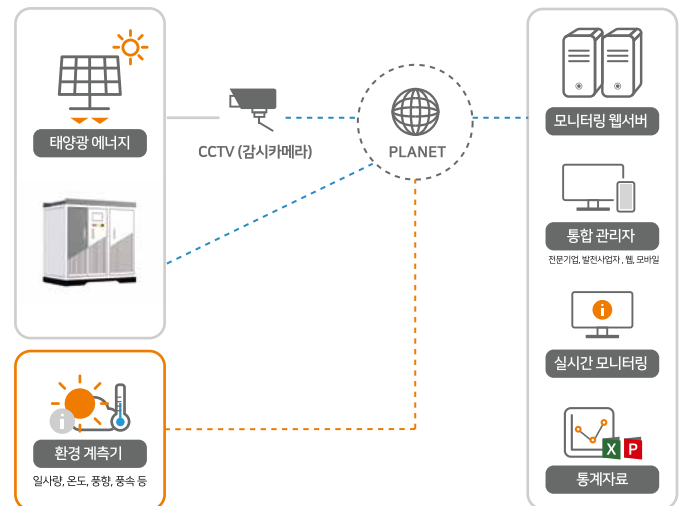 태양광 에너지
CCTV (감시카메라)
PLANET
환경 계측기
일사량, 온도, 풍향, 풍속 등
모니터링 웹서버
통합 관리자
전문기업, 발전사업자, 웹, 모바일
실시간 모니터링
X P
통계자료